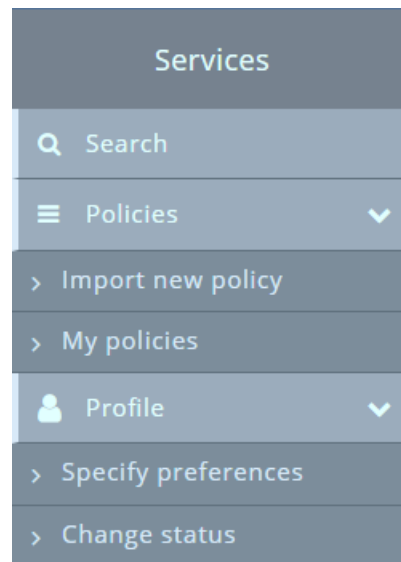 Services
Search
Policies
Import new policy
My policies
Profile
Specify preferences
Change status